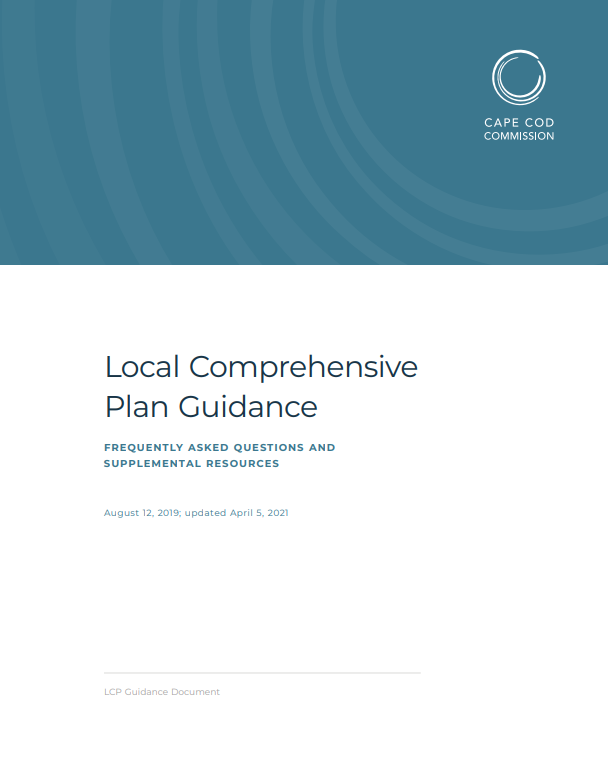 CAPE COD
COMMISSION
Local Comprehensive
Plan Guidance
FREQUENTLY ASKED QUESTIONS AND
SUPPLEMENTAL RESOURCES
August 12, 2019; updated April 5, 2021
LCP Guidance Document